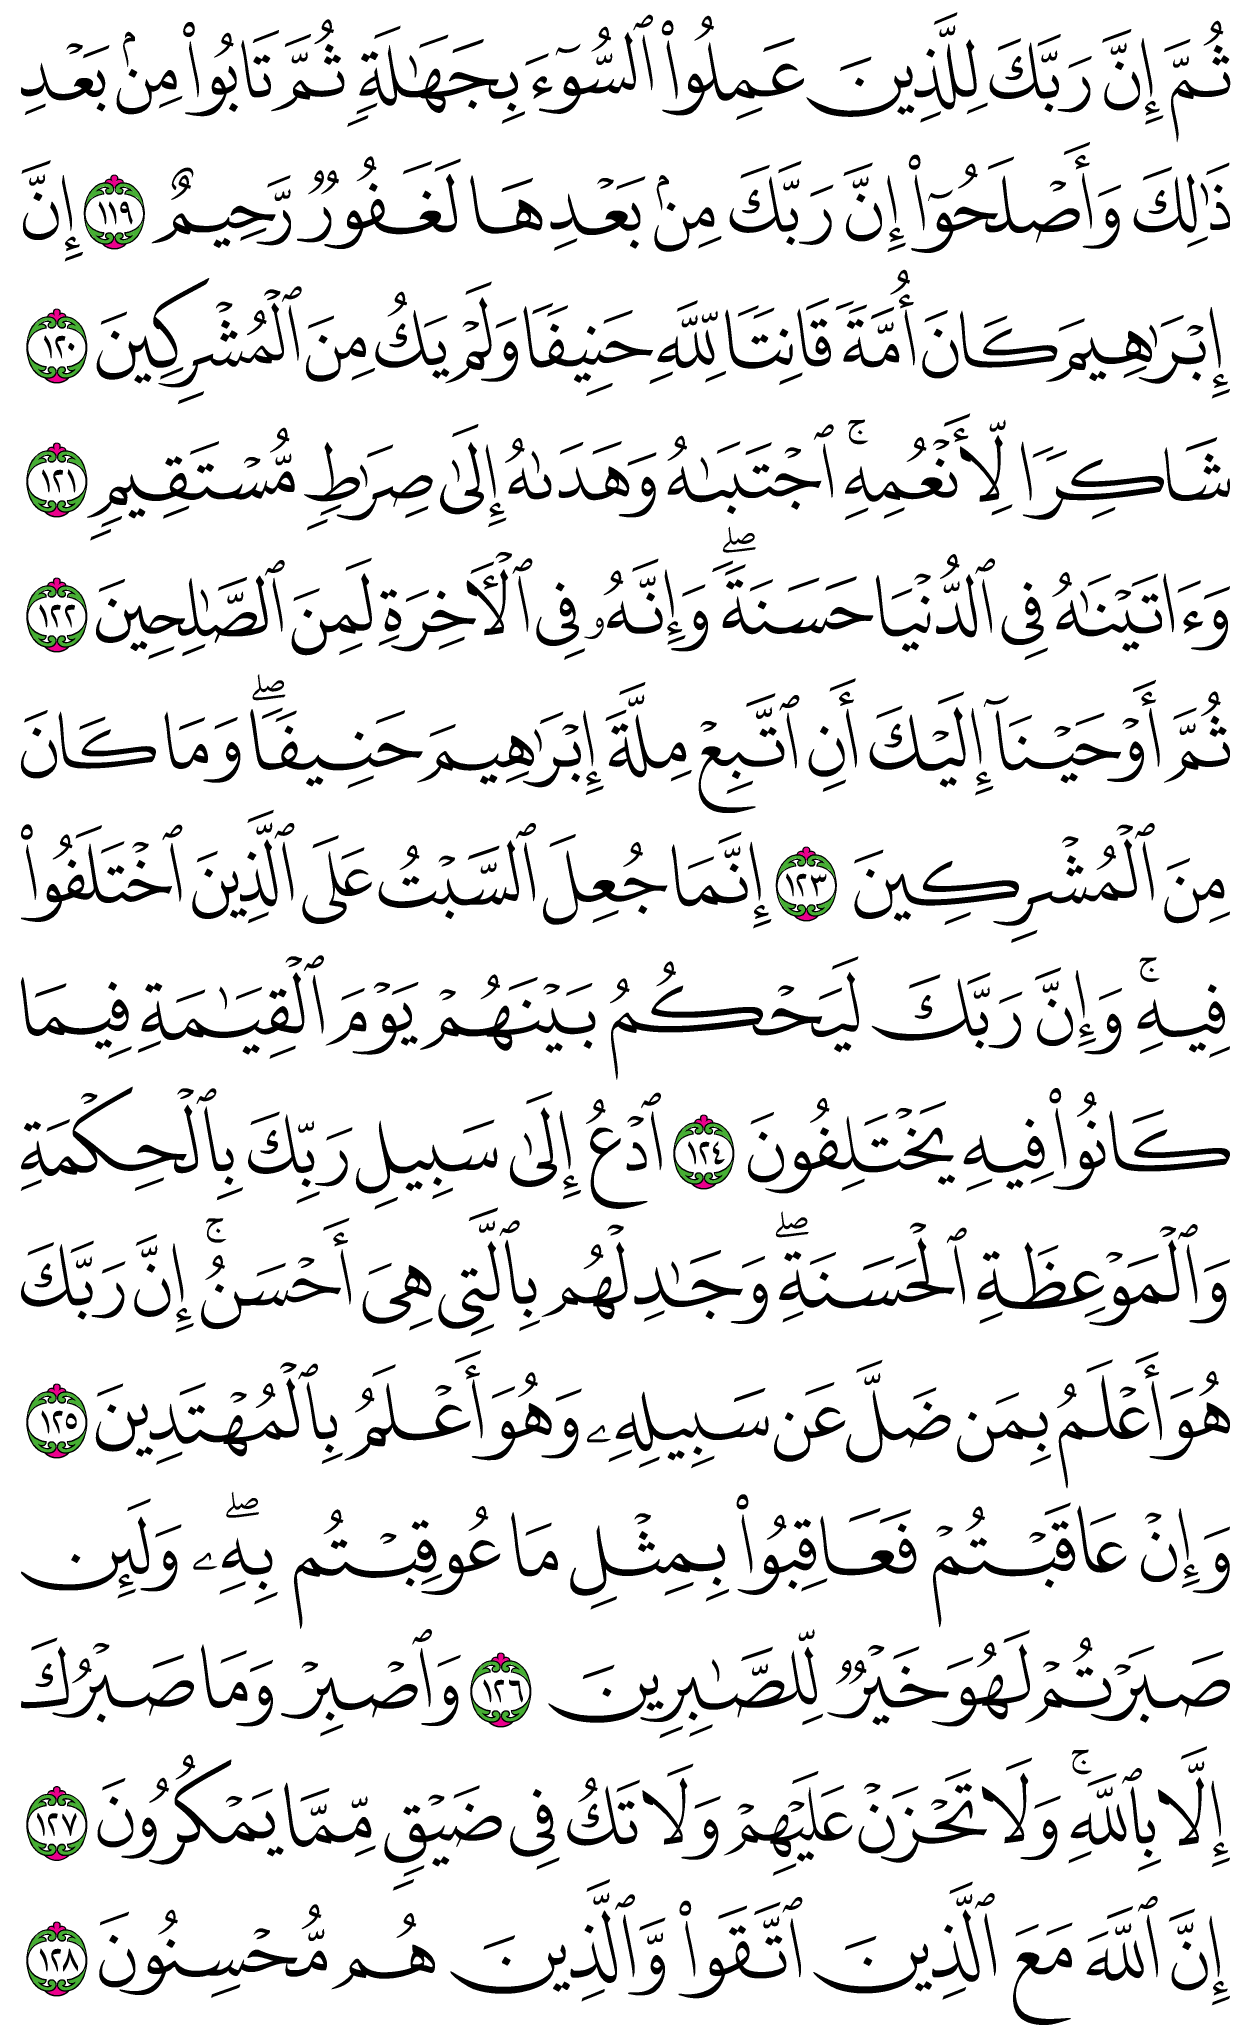 ثُمَّ إِنَّ رَبَّكَ لِلَّذِينَ عَمِلُوا۟ ٱلسُّوٓءَ بِجَهَـٰلَةٍ ثُمَّ تَابُوا۟ مِنۢ بَعْدِ
ذَٰلِكَ وَأَصْلَحُوٓا۟ إِنَّ رَبَّكَ مِنۢ بَعْدِهَا لَغَفُورٌ رَّحِيمٌ ١١٩ إِنَّ
إِبْرَٰهِيمَ كَانَ أُمَّةً قَانِتًا لِّلَّهِ حَنِيفًا وَلَمْ يَكُ مِنَ ٱلْمُشْرِكِينَ ١٢٠
شَاكِرًا لِّأَنْعُمِهِ ۚ ٱجْتَبَىٰهُ وَهَدَىٰهُ إِلَىٰ صِرَٰطٍ مُّسْتَقِيمٍ ١٢١
وَءَاتَيْنَـٰهُ فِى ٱلدُّنْيَا حَسَنَةً ۖ وَإِنَّهُۥ فِى ٱلْـَٔاخِرَةِ لَمِنَ ٱلصَّـٰلِحِينَ ١٢٢
ثُمَّ أَوْحَيْنَآ إِلَيْكَ أَنِ ٱتَّبِعْ مِلَّةَ إِبْرَٰهِيمَ حَنِيفًا ۖ وَمَا كَانَ
مِنَ ٱلْمُشْرِكِينَ ١٢٣ إِنَّمَا جُعِلَ ٱلسَّبْتُ عَلَى ٱلَّذِينَ ٱخْتَلَفُوا۟
فِيهِ ۚ وَإِنَّ رَبَّكَ لَيَحْكُمُ بَيْنَهُمْ يَوْمَ ٱلْقِيَـٰمَةِ فِيمَا
كَانُوا۟ فِيهِ يَخْتَلِفُونَ ١٢٤ ٱدْعُ إِلَىٰ سَبِيلِ رَبِّكَ بِٱلْحِكْمَةِ
وَٱلْمَوْعِظَةِ ٱلْحَسَنَةِ ۖ وَجَـٰدِلْهُم بِٱلَّتِى هِىَ أَحْسَنُ ۚ إِنَّ رَبَّكَ
هُوَ أَعْلَمُ بِمَن ضَلَّ عَن سَبِيلِهِۦ وَهُوَ أَعْلَمُ بِٱلْمُهْتَدِينَ ١٢٥
وَإِنْ عَاقَبْتُمْ فَعَاقِبُوا۟ بِمِثْلِ مَا عُوقِبْتُم بِهِۦ ۖ وَلَئِن
صَبَرْتُمْ لَهُوَ خَيْرٌ لِّلصَّـٰبِرِينَ ١٢٦ وَٱصْبِرْ وَمَا صَبْرُكَ
إِلَّا بِٱللَّهِ ۚ وَلَا تَحْزَنْ عَلَيْهِمْ وَلَا تَكُ فِى ضَيْقٍ مِّمَّا يَمْكُرُونَ ١٢٧
إِنَّ ٱللَّهَ مَعَ ٱلَّذِينَ ٱتَّقَوا۟ وَّٱلَّذِينَ هُم مُّحْسِنُونَ ١٢٨